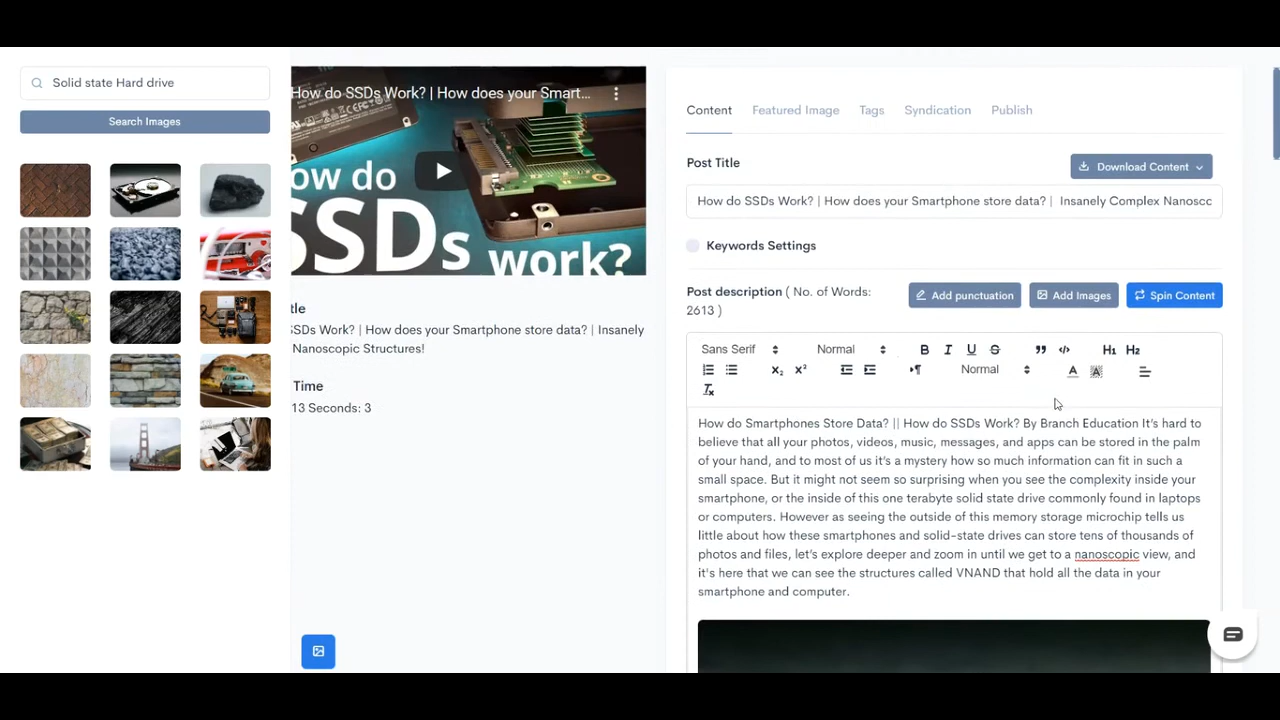 Solid state Hard drive
Search Images
How do SSDs Work? | How does your Smart...
ow do
SSDs work?
tle
SSDs Work? | How does your Smartphone store data? | Insanely
Nanoscopic Structures!
Time
13 Seconds: 3
Content Featured Image Tags Syndication Publish
Post Title
Download Content
How do SSDs Work? | How does your Smartphone store data? | Insanely Complex Nanosco
Keywords Settings
Post description ( No. of Words:
2613 )
Add punctuation
Add Images
Spin Content
Sans Serif Normal B I U S H1 H2
X2 X2 Normal A A
Tx
How do Smartphones Store Data? || How do SSDs Work? By Branch Education It's hard to
believe that all your photos, videos, music, messages, and apps can be stored in the palm
of your hand, and to most of us it's a mystery how so much information can fit in such a
small space. But it might not seem so surprising when you see the complexity inside your
smartphone, or the inside of this one terabyte solid state drive commonly found in laptops
or computers. However as seeing the outside of this memory storage microchip tells us
little about how these smartphones and solid-state drives can store tens of thousands of
photos and files, let's explore deeper and zoom in until we get to a nanoscopic view, and
it's here that we can see the structures called VNAND that hold all the data in your
smartphone and computer.